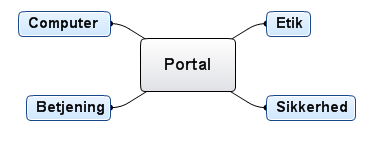 Computer
Etik
Portal
Betjening
Sikkerhed